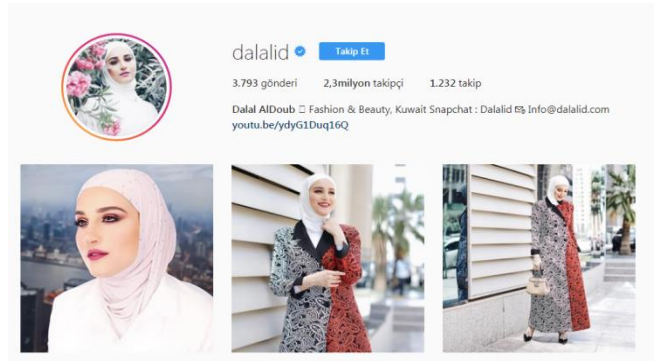 dalalid Takip Et
3.793 gönderi 2,3milyon takipçi 1.232 takip
Dalal AlDoub Fashion & Beauty, Kuwait Snapchat : Dalalid Info@dalalid.com
youtu.be/ydyG1Duq16Q